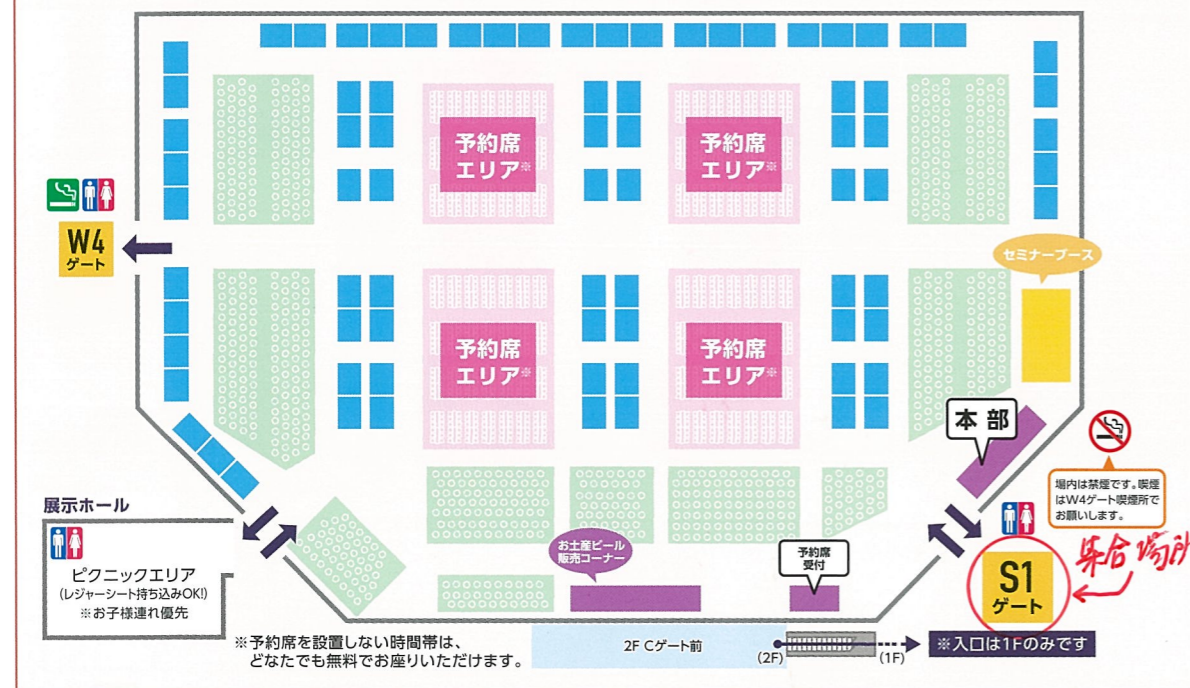 予約席
エリア※
予約席
エリア※
W4
ゲート
セミナーブース
予約席
エリア※
予約席
エリア※
本部
場内は禁煙です。喫煙
はW4ゲート喫煙所で
お願いします。
展示ホール
ピクニックエリア
(レジャーシート持ち込みOK!)
※お子様連れ優先
お土産ビール
販売コーナー
予約席
受付
S1
ゲート
集合場所
※予約席を設置しない時間帯は、
どなたでも無料でお座りいただけます。
2F Cゲート前
(2F)
(1F)
※入口は1Fのみです